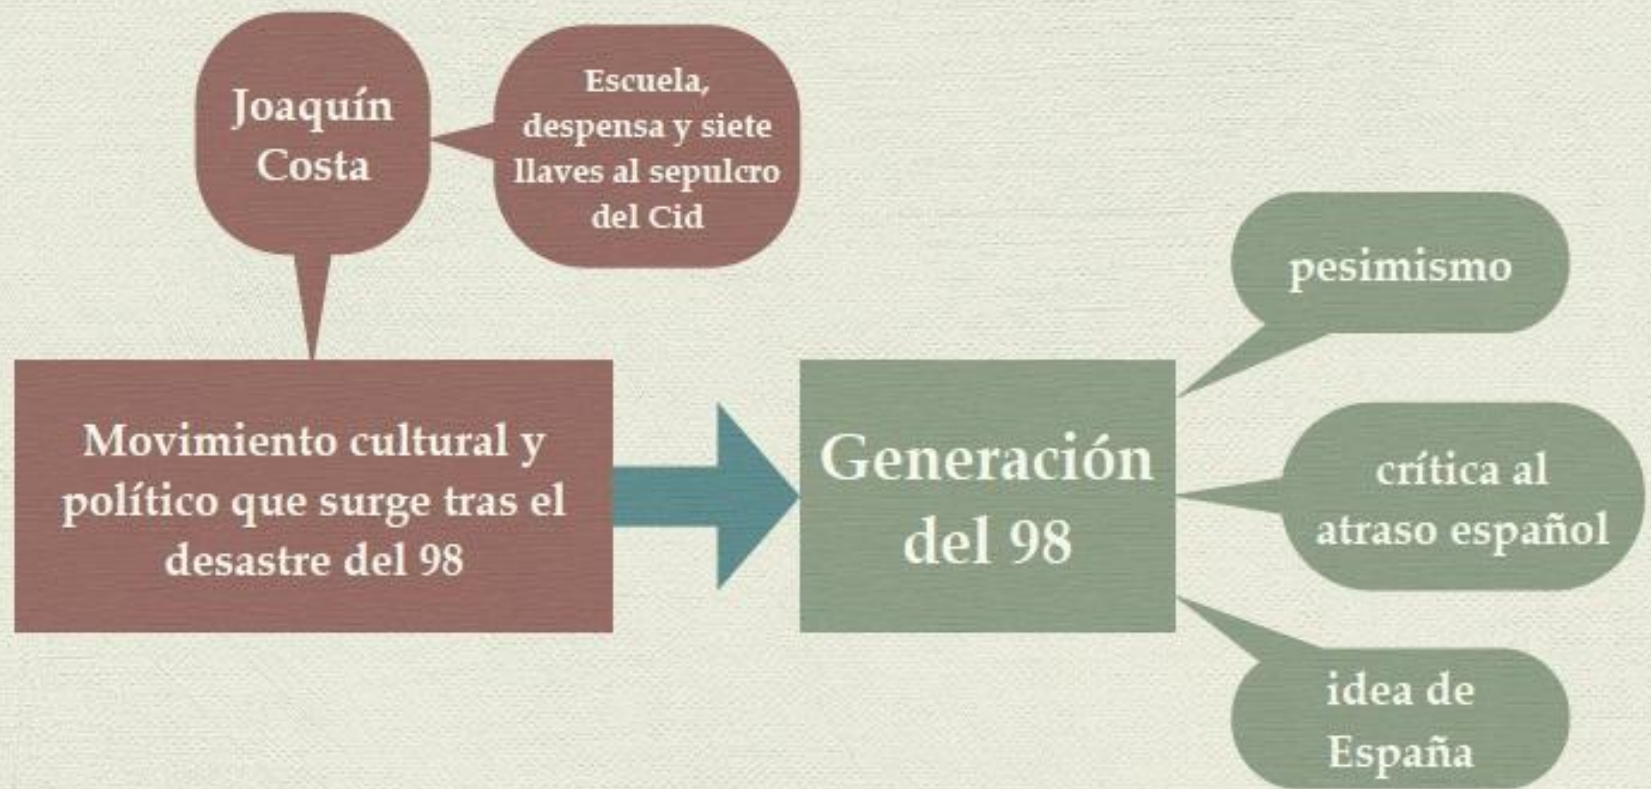 Joaquín
Costa
Escuela,
despensa y siete
llaves al sepulcro
del Cid
Movimiento cultural y
político que surge tras el
desastre del 98
Generación
del 98
pesimismo
crítica al
atraso español
idea de
España